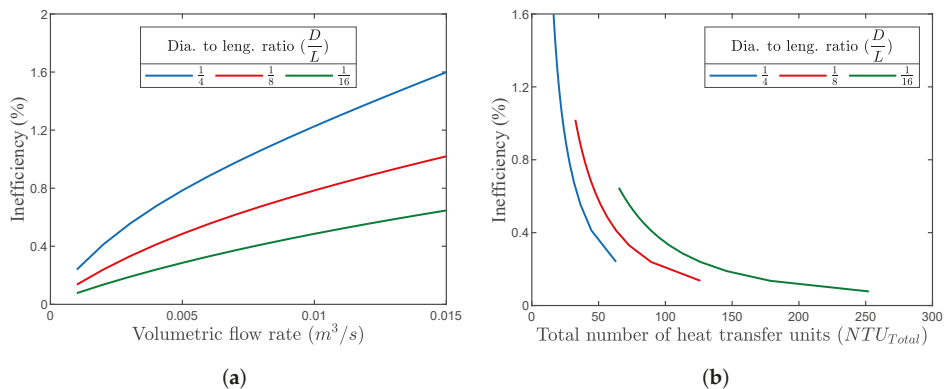 2
1.6
1.2
0.8
0.4
0
Inefficiency (%)
Dia. to leng. ratio (D/L)
1/4 1/8 1/16
0 0.005 0.01 0.015
Volumetric flow rate (m³/s)
(a)
1.6
1.2
0.8
0.4
0
Inefficiency (%)
Dia. to leng. ratio (D/L)
1/4 1/8 1/16
0 50 100 150 200 250 300
Total number of heat transfer units (NTU_Total)
(b)